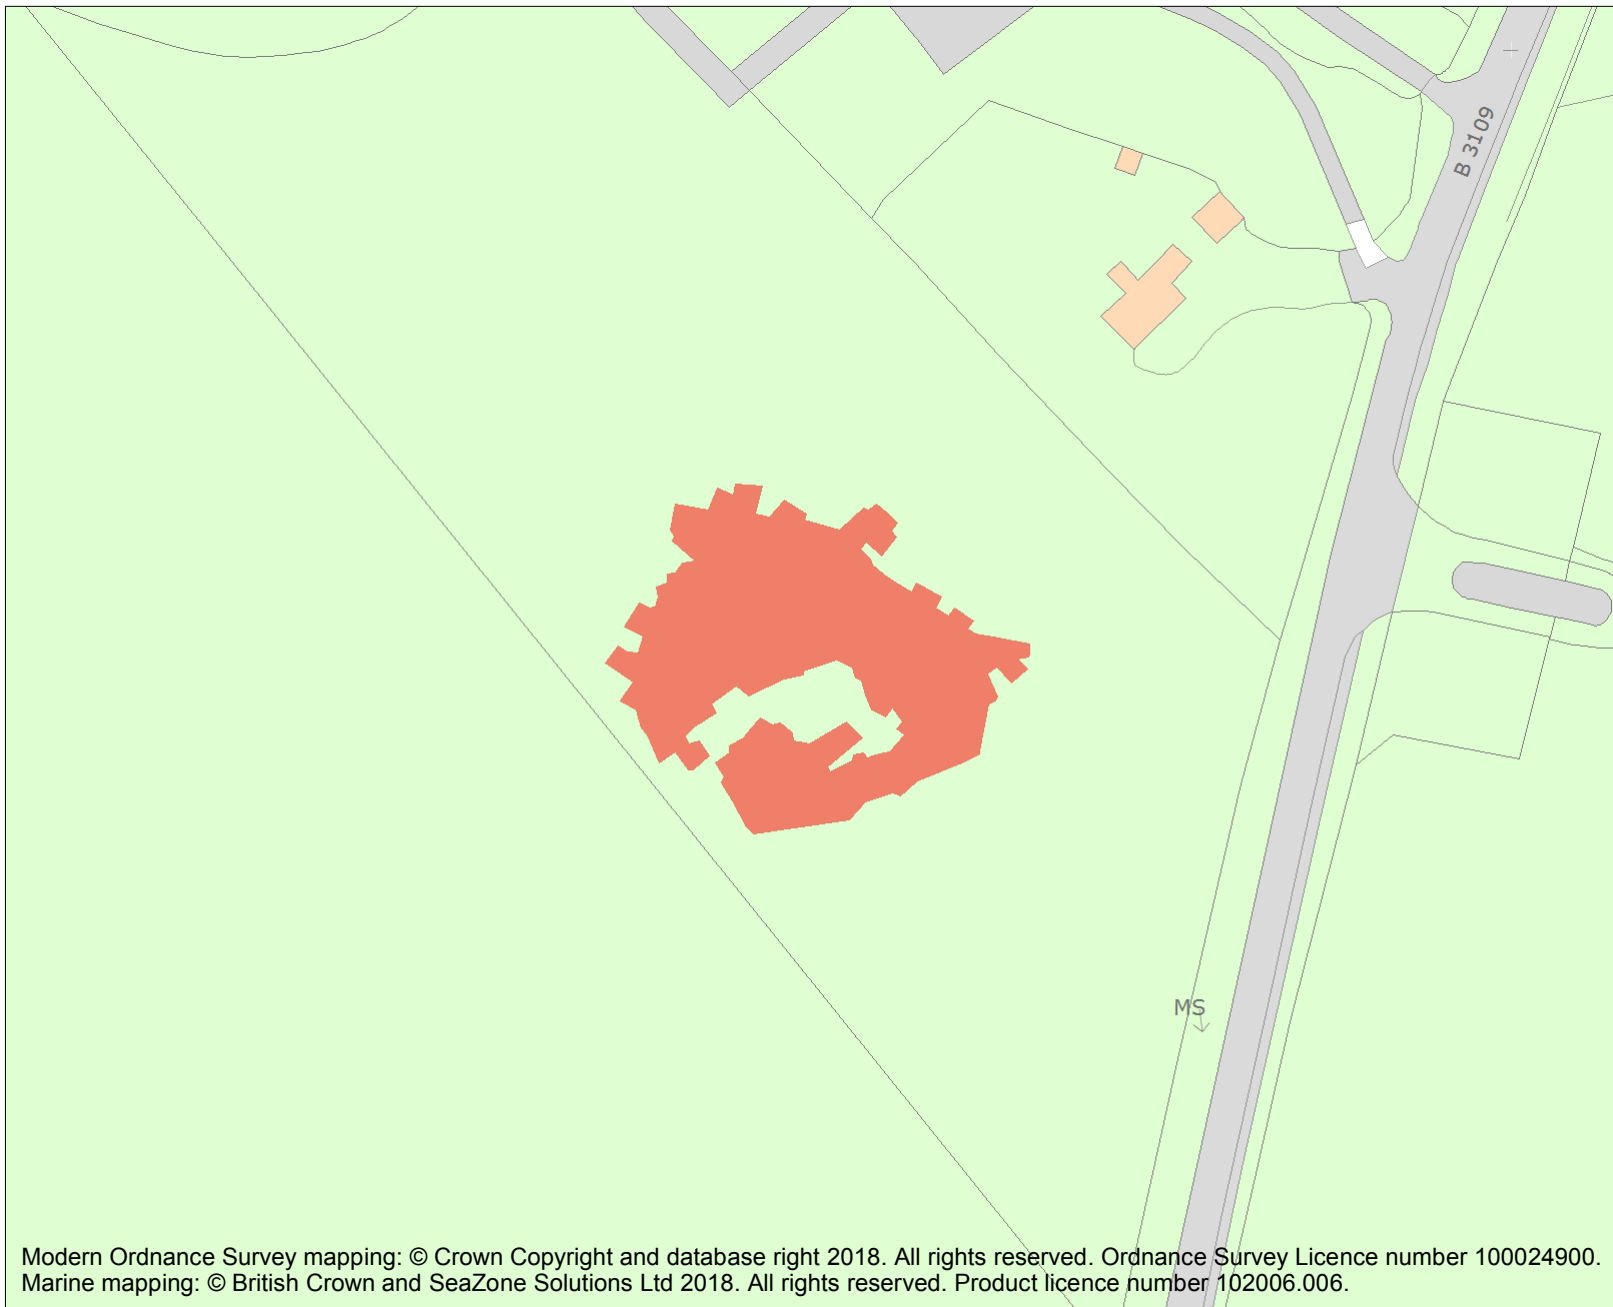 B 3109
MS
Modern Ordnance Survey mapping: © Crown Copyright and database right 2018. All rights reserved. Ordnance Survey Licence number 100024900.
Marine mapping: © British Crown and SeaZone Solutions Ltd 2018. All rights reserved. Product licence number 102006.006.